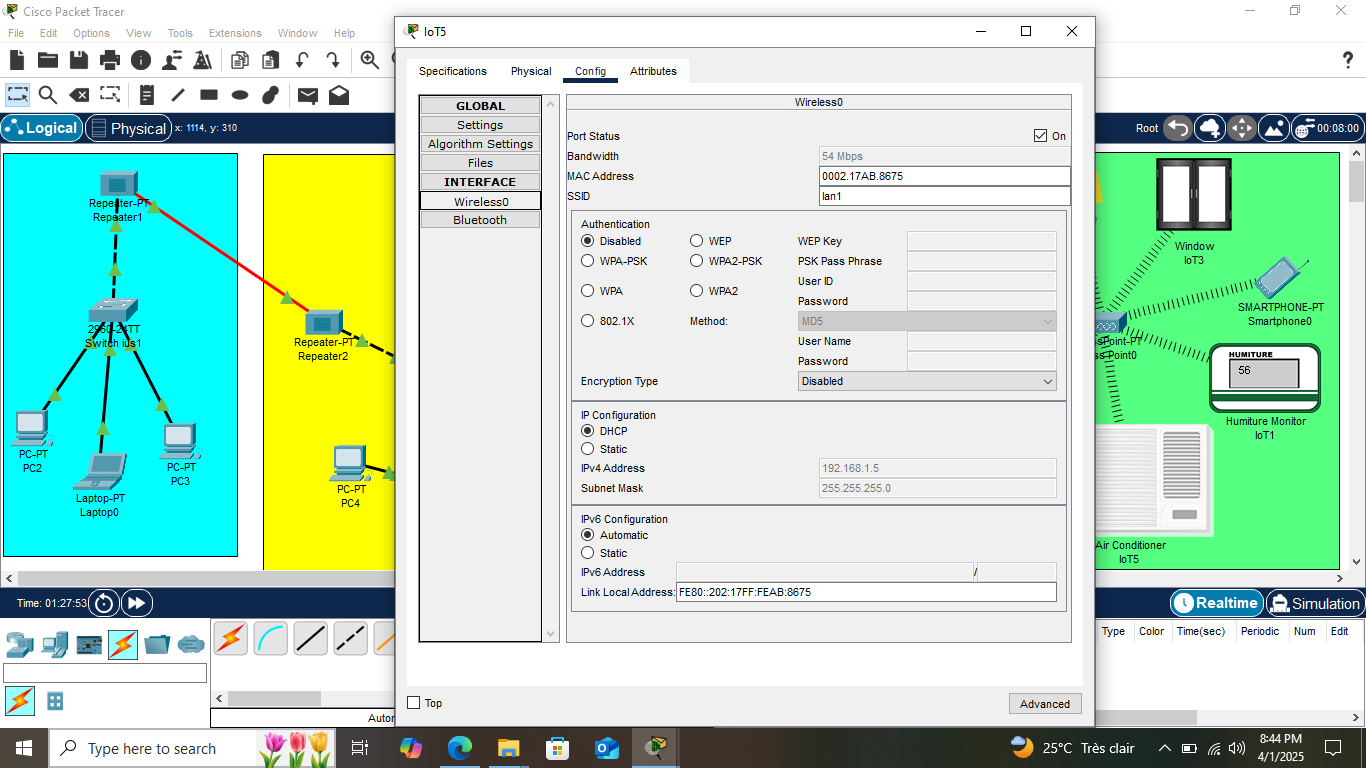 Cisco Packet Tracer
File Edit Options View Tools Extensions Window Help
Logical Physical x: 1114, y: 310
Root 00:08:00
Repeater-PT
Repeater1
2960-24TT
Switch ius1
PC-PT
PC2
Laptop-PT
Laptop0
PC-PT
PC3
Repeater-PT
Repeater2
PC-PT
PC4
IoT5
Specifications Physical Config Attributes
GLOBAL
Settings
Algorithm Settings
Files
INTERFACE
Wireless0
Bluetooth
Wireless0
Port Status On
Bandwidth 54 Mbps
MAC Address 0002.17AB.8675
SSID lan1
Authentication
Disabled WEP WEP Key
WPA-PSK WPA2-PSK PSK Pass Phrase
User ID
WPA WPA2
Password
802.1X Method: MD5
User Name
Password
Encryption Type Disabled
IP Configuration
DHCP
Static
IPv4 Address 192.168.1.5
Subnet Mask 255.255.255.0
IPv6 Configuration
Automatic
Static
IPv6 Address /
Link Local Address: FE80::202:17FF:FEAB:8675
Top Advanced
Window
IoT3
SMARTPHONE-PT
Smartphone0
ssPoint-PT
ss Point0
HUMITURE
56
Humiture Monitor
IoT1
Air Conditioner
IoT5
Time: 01:27:53
Realtime Simulation
Type Color Time(sec) Periodic Num Edit
Autor
Type here to search
25°C Très clair
8:44 PM
4/1/2025